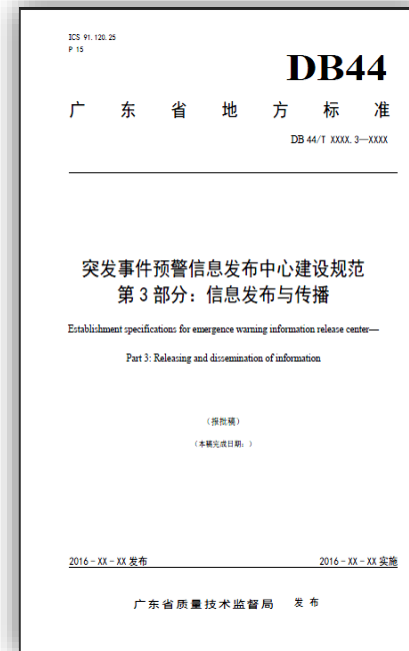 ICS 91.120.25
P 15
DB44
广东省地方标准
DB 44/T XXXX.3—XXXX
突发事件预警信息发布中心建设规范
第 3 部分：信息发布与传播
Establishment specifications for emergence warning information release center—
Part 3: Releasing and dissemination of information
（报批稿）
（本稿完成日期：）
2016-XX-XX 发布 2016-XX-XX 实施
广东省质量技术监督局 发布